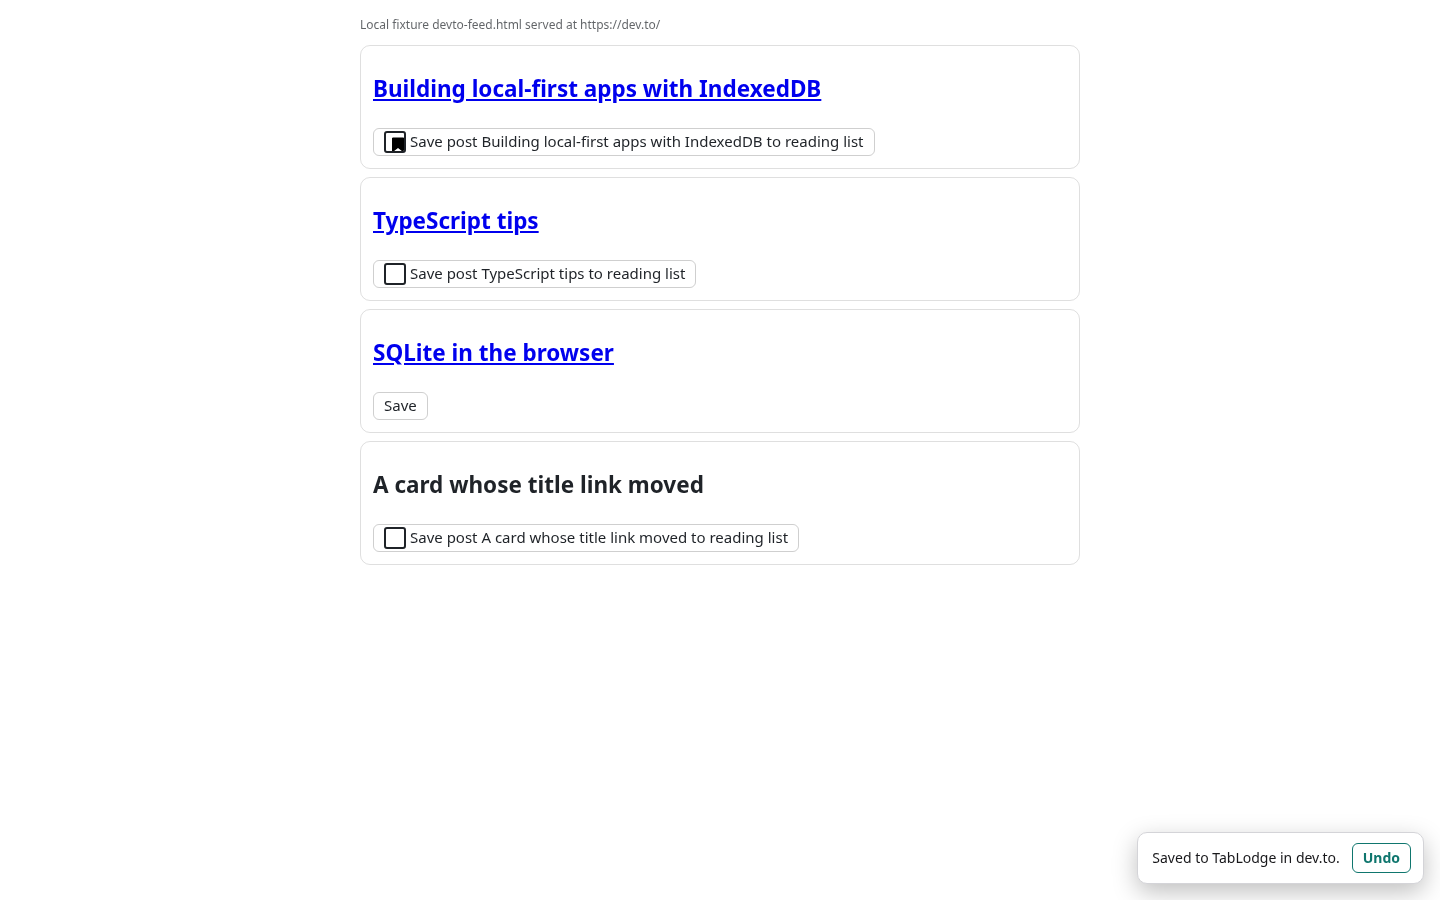 Local fixture devto-feed.html served at https://dev.to/
Building local-first apps with IndexedDB
Save post Building local-first apps with IndexedDB to reading list
TypeScript tips
Save post TypeScript tips to reading list
SQLite in the browser
Save
A card whose title link moved
Save post A card whose title link moved to reading list
Saved to TabLodge in dev.to. Undo